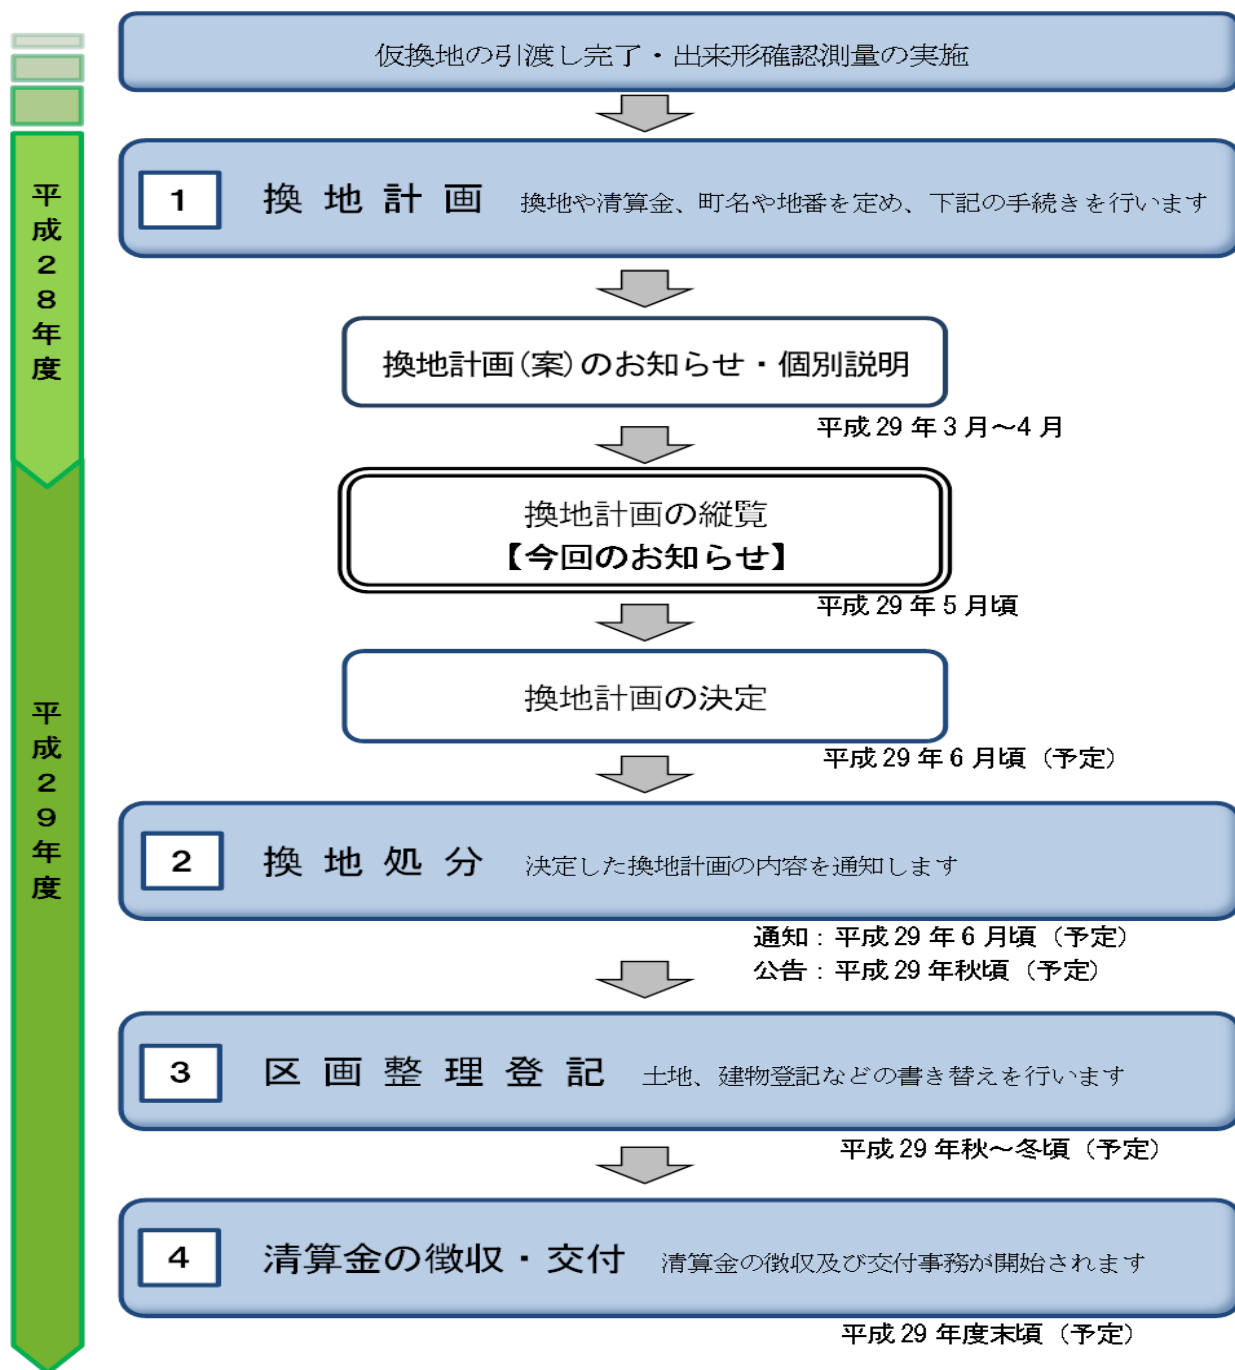 仮換地の引渡し完了・出来形確認測量の実施
平成28年度
1 換地計画 換地や清算金、町名や地番を定め、下記の手続きを行います
換地計画(案)のお知らせ・個別説明
平成29年3月～4月
換地計画の縦覧
【今回のお知らせ】
平成29年5月頃
換地計画の決定
平成29年6月頃（予定）
平成29年度
2 換地処分 決定した換地計画の内容を通知します
通知：平成29年6月頃（予定）
公告：平成29年秋頃（予定）
3 区画整理登記 土地、建物登記などの書き替えを行います
平成29年秋～冬頃（予定）
4 清算金の徴収・交付 清算金の徴収及び交付事務が開始されます
平成29年度末頃（予定）